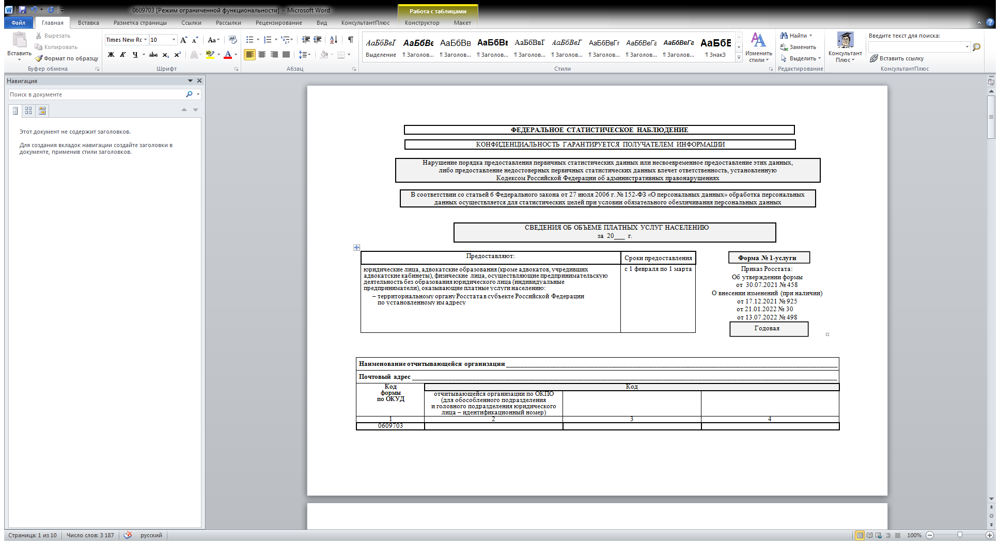 0609703 [Режим ограниченной функциональности] - Microsoft Word
Работа с таблицами
Файл Главная Вставка Разметка страницы Ссылки Рассылки Рецензирование Вид КонсультантПлюс Конструктор Макет
Вставить
Вырезать
Копировать
Формат по образцу
Буфер обмена
Times New Rc 10
Ж К Ч abc x₂ x²
Шрифт
Абзац
АаБбВвГ АаБбВе АаБбВв АаБбВв АаБбВвГ АаБбВвГ АаБбВвГг АаБбВвГг АаБбВвГг АаБбЕ
Выделение ¶ Заголов... ¶ Заголов... ¶ Заголов... ¶ Заголов... ¶ Заголов... ¶ Заголов... ¶ Заголов... ¶ Заголов... ¶ Знак3
Изменить стили
Стили
Найти
Заменить
Выделить
Редактирование
Консультант Плюс
Введите текст для поиска:
Вставить ссылку
КонсультантПлюс
Навигация
Поиск в документе
Этот документ не содержит заголовков.
Для создания вкладок навигации создайте заголовки в
документе, применив стили заголовков.
ФЕДЕРАЛЬНОЕ СТАТИСТИЧЕСКОЕ НАБЛЮДЕНИЕ
КОНФИДЕНЦИАЛЬНОСТЬ ГАРАНТИРУЕТСЯ ПОЛУЧАТЕЛЕМ ИНФОРМАЦИИ
Нарушение порядка предоставления первичных статистических данных или несвоевременное предоставление этих данных,
либо предоставление недостоверных первичных статистических данных влечет ответственность, установленную
Кодексом Российской Федерации об административных правонарушениях
В соответствии со статьей 6 Федерального закона от 27 июля 2006 г. № 152-ФЗ «О персональных данных» обработка персональных
данных осуществляется для статистических целей при условии обязательного обезличивания персональных данных
СВЕДЕНИЯ ОБ ОБЪЕМЕ ПЛАТНЫХ УСЛУГ НАСЕЛЕНИЮ
за 20___ г.
Предоставляют: Сроки предоставления
юридические лица, адвокатские образования (кроме адвокатов, учредивших
адвокатские кабинеты), физические лица, осуществляющие предпринимательскую
деятельность без образования юридического лица (индивидуальные
предприниматели), оказывающие платные услуги населению:
– территориальному органу Росстата в субъекте Российской Федерации
по установленному им адресу
с 1 февраля по 1 марта
Форма № 1-услуги
Приказ Росстата:
Об утверждении формы
от 30.07.2021 № 458
О внесении изменений (при наличии)
от 17.12.2021 № 925
от 21.01.2022 № 30
от 13.07.2022 № 498
Годовая
Наименование отчитывающейся организации
Почтовый адрес
Код
формы
по ОКУД
Код
отчитывающейся организации по ОКПО
(для обособленного подразделения
и головного подразделения юридического
лица – идентификационный номер)
1 2 3 4
0609703
Страница: 1 из 10 Число слов: 3 187 русский 100%